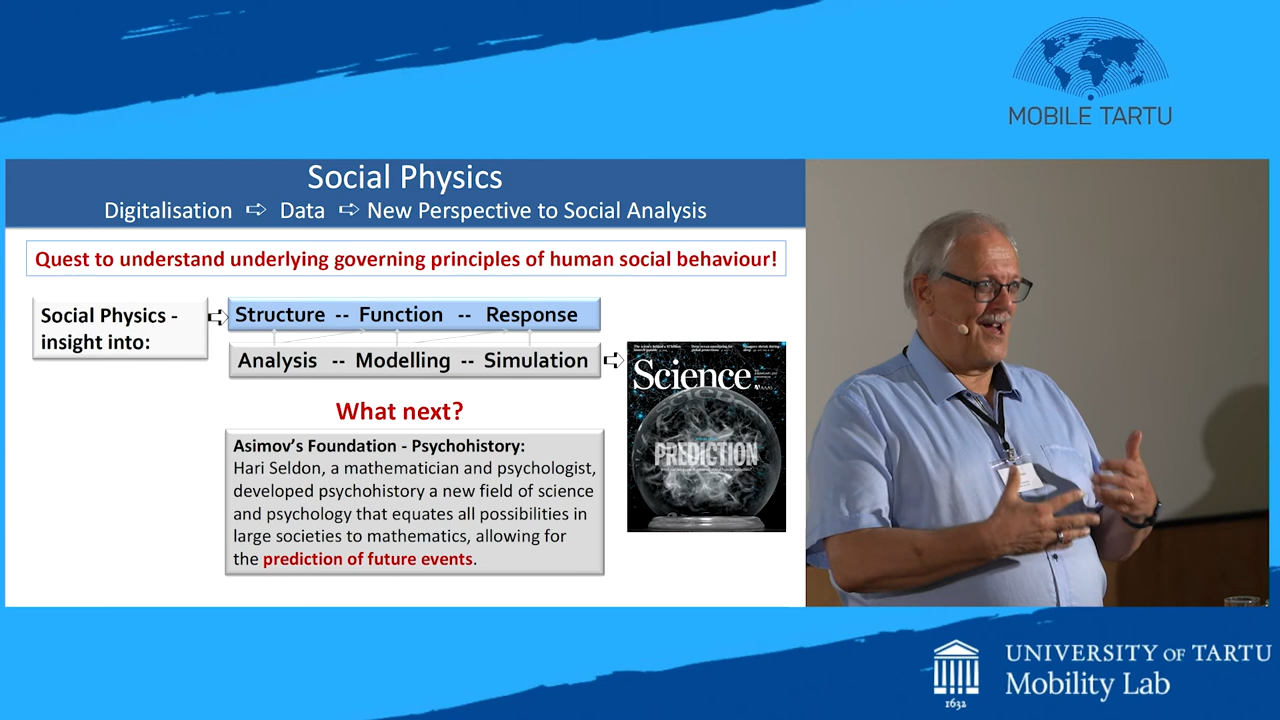 MOBILE TARTU
Social Physics
Digitalisation ➪ Data ➪ New Perspective to Social Analysis
Quest to understand underlying governing principles of human social behaviour!
Social Physics -
insight into:
Structure -- Function -- Response
Analysis -- Modelling -- Simulation
What next?
Asimov's Foundation - Psychohistory:
Hari Seldon, a mathematician and psychologist,
developed psychohistory a new field of science
and psychology that equates all possibilities in
large societies to mathematics, allowing for
the prediction of future events.
Science
AAAS
PREDICTION
UNIVERSITY OF TARTU
Mobility Lab
1632